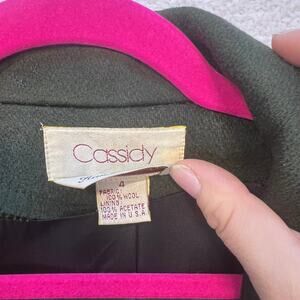 Cassidy
4
FABRIC:
100% WOOL
LINING:
100% ACETATE
MADE IN U.S.A.